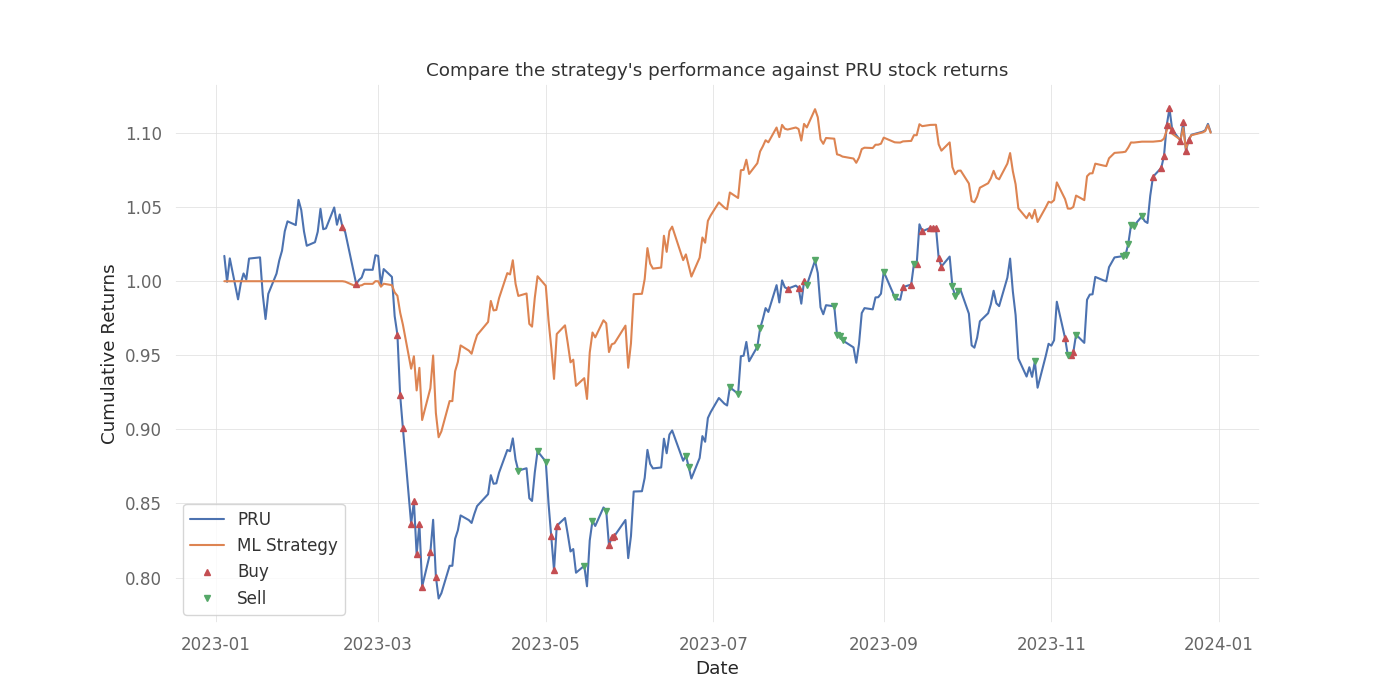 Compare the strategy's performance against PRU stock returns
Cumulative Returns
1.10
1.05
1.00
0.95
0.90
0.85
0.80
PRU
ML Strategy
Buy
Sell
2023-01
2023-03
2023-05
2023-07
2023-09
2023-11
2024-01
Date